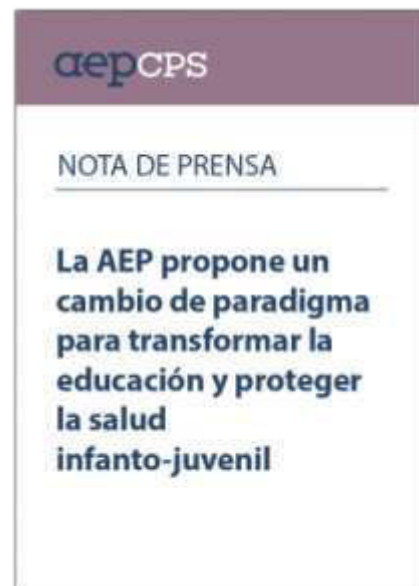 aepCPS
NOTA DE PRENSA
La AEP propone un
cambio de paradigma
para transformar la
educación y proteger
la salud
infanto-juvenil